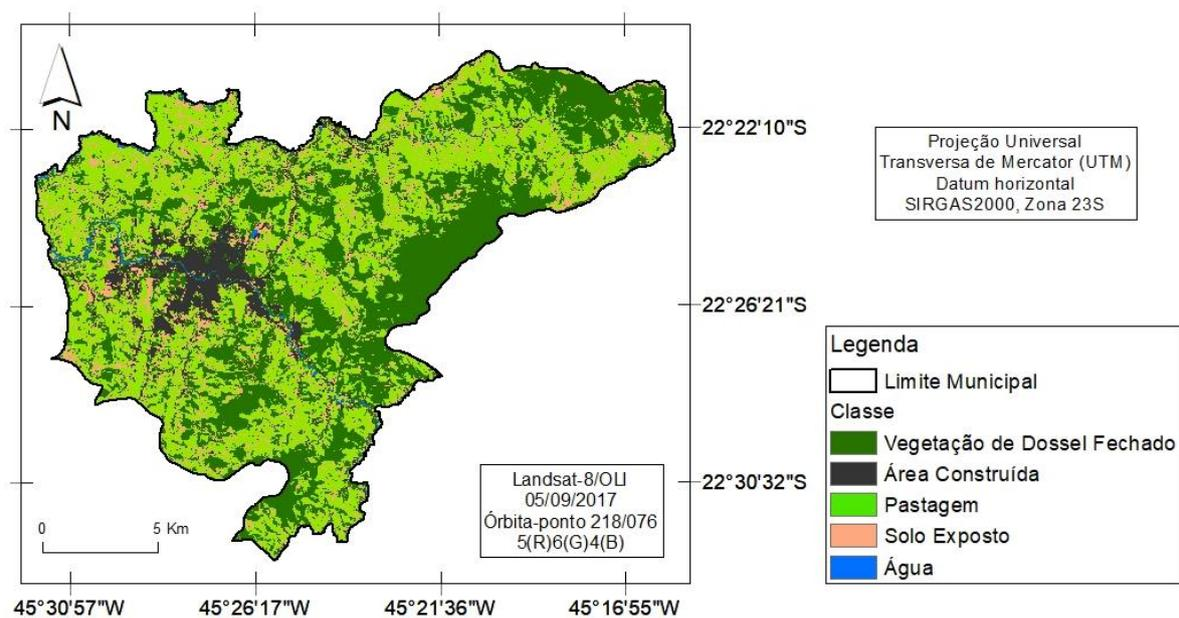 N
22°22'10"S
Projeção Universal
Transversa de Mercator (UTM)
Datum horizontal
SIRGAS2000, Zona 23S
22°26'21"S
Legenda
Limite Municipal
Classe
Vegetação de Dossel Fechado
Área Construída
Pastagem
Solo Exposto
Água
Landsat-8/OLI
05/09/2017
Órbita-ponto 218/076
5(R)6(G)4(B)
22°30'32"S
0 5 Km
45°30'57"W 45°26'17"W 45°21'36"W 45°16'55"W